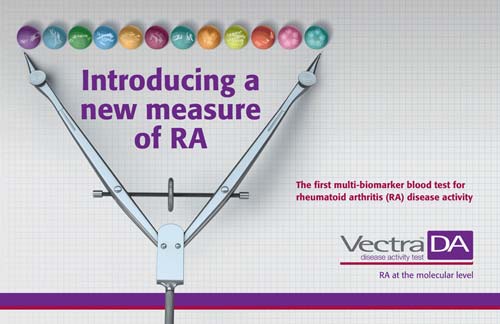 Introducing a
new measure
of RA
The first multi-biomarker blood test for
rheumatoid arthritis (RA) disease activity
Vectra™ DA
disease activity test
RA at the molecular level